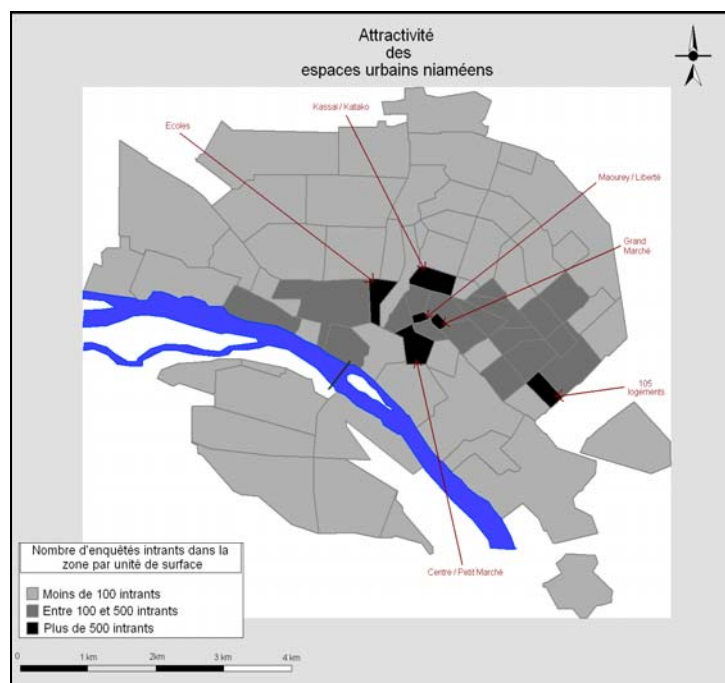 Attractivité
des
espaces urbains niaméens
Kassaï / Katako
Ecoles
Maourey / Liberté
Grand
Marché
105
logements
Centre / Petit Marché
Nombre d'enquêtés intrants dans la
zone par unité de surface
Moins de 100 intrants
Entre 100 et 500 intrants
Plus de 500 intrants
0 1 km 2km 3 km 4 km